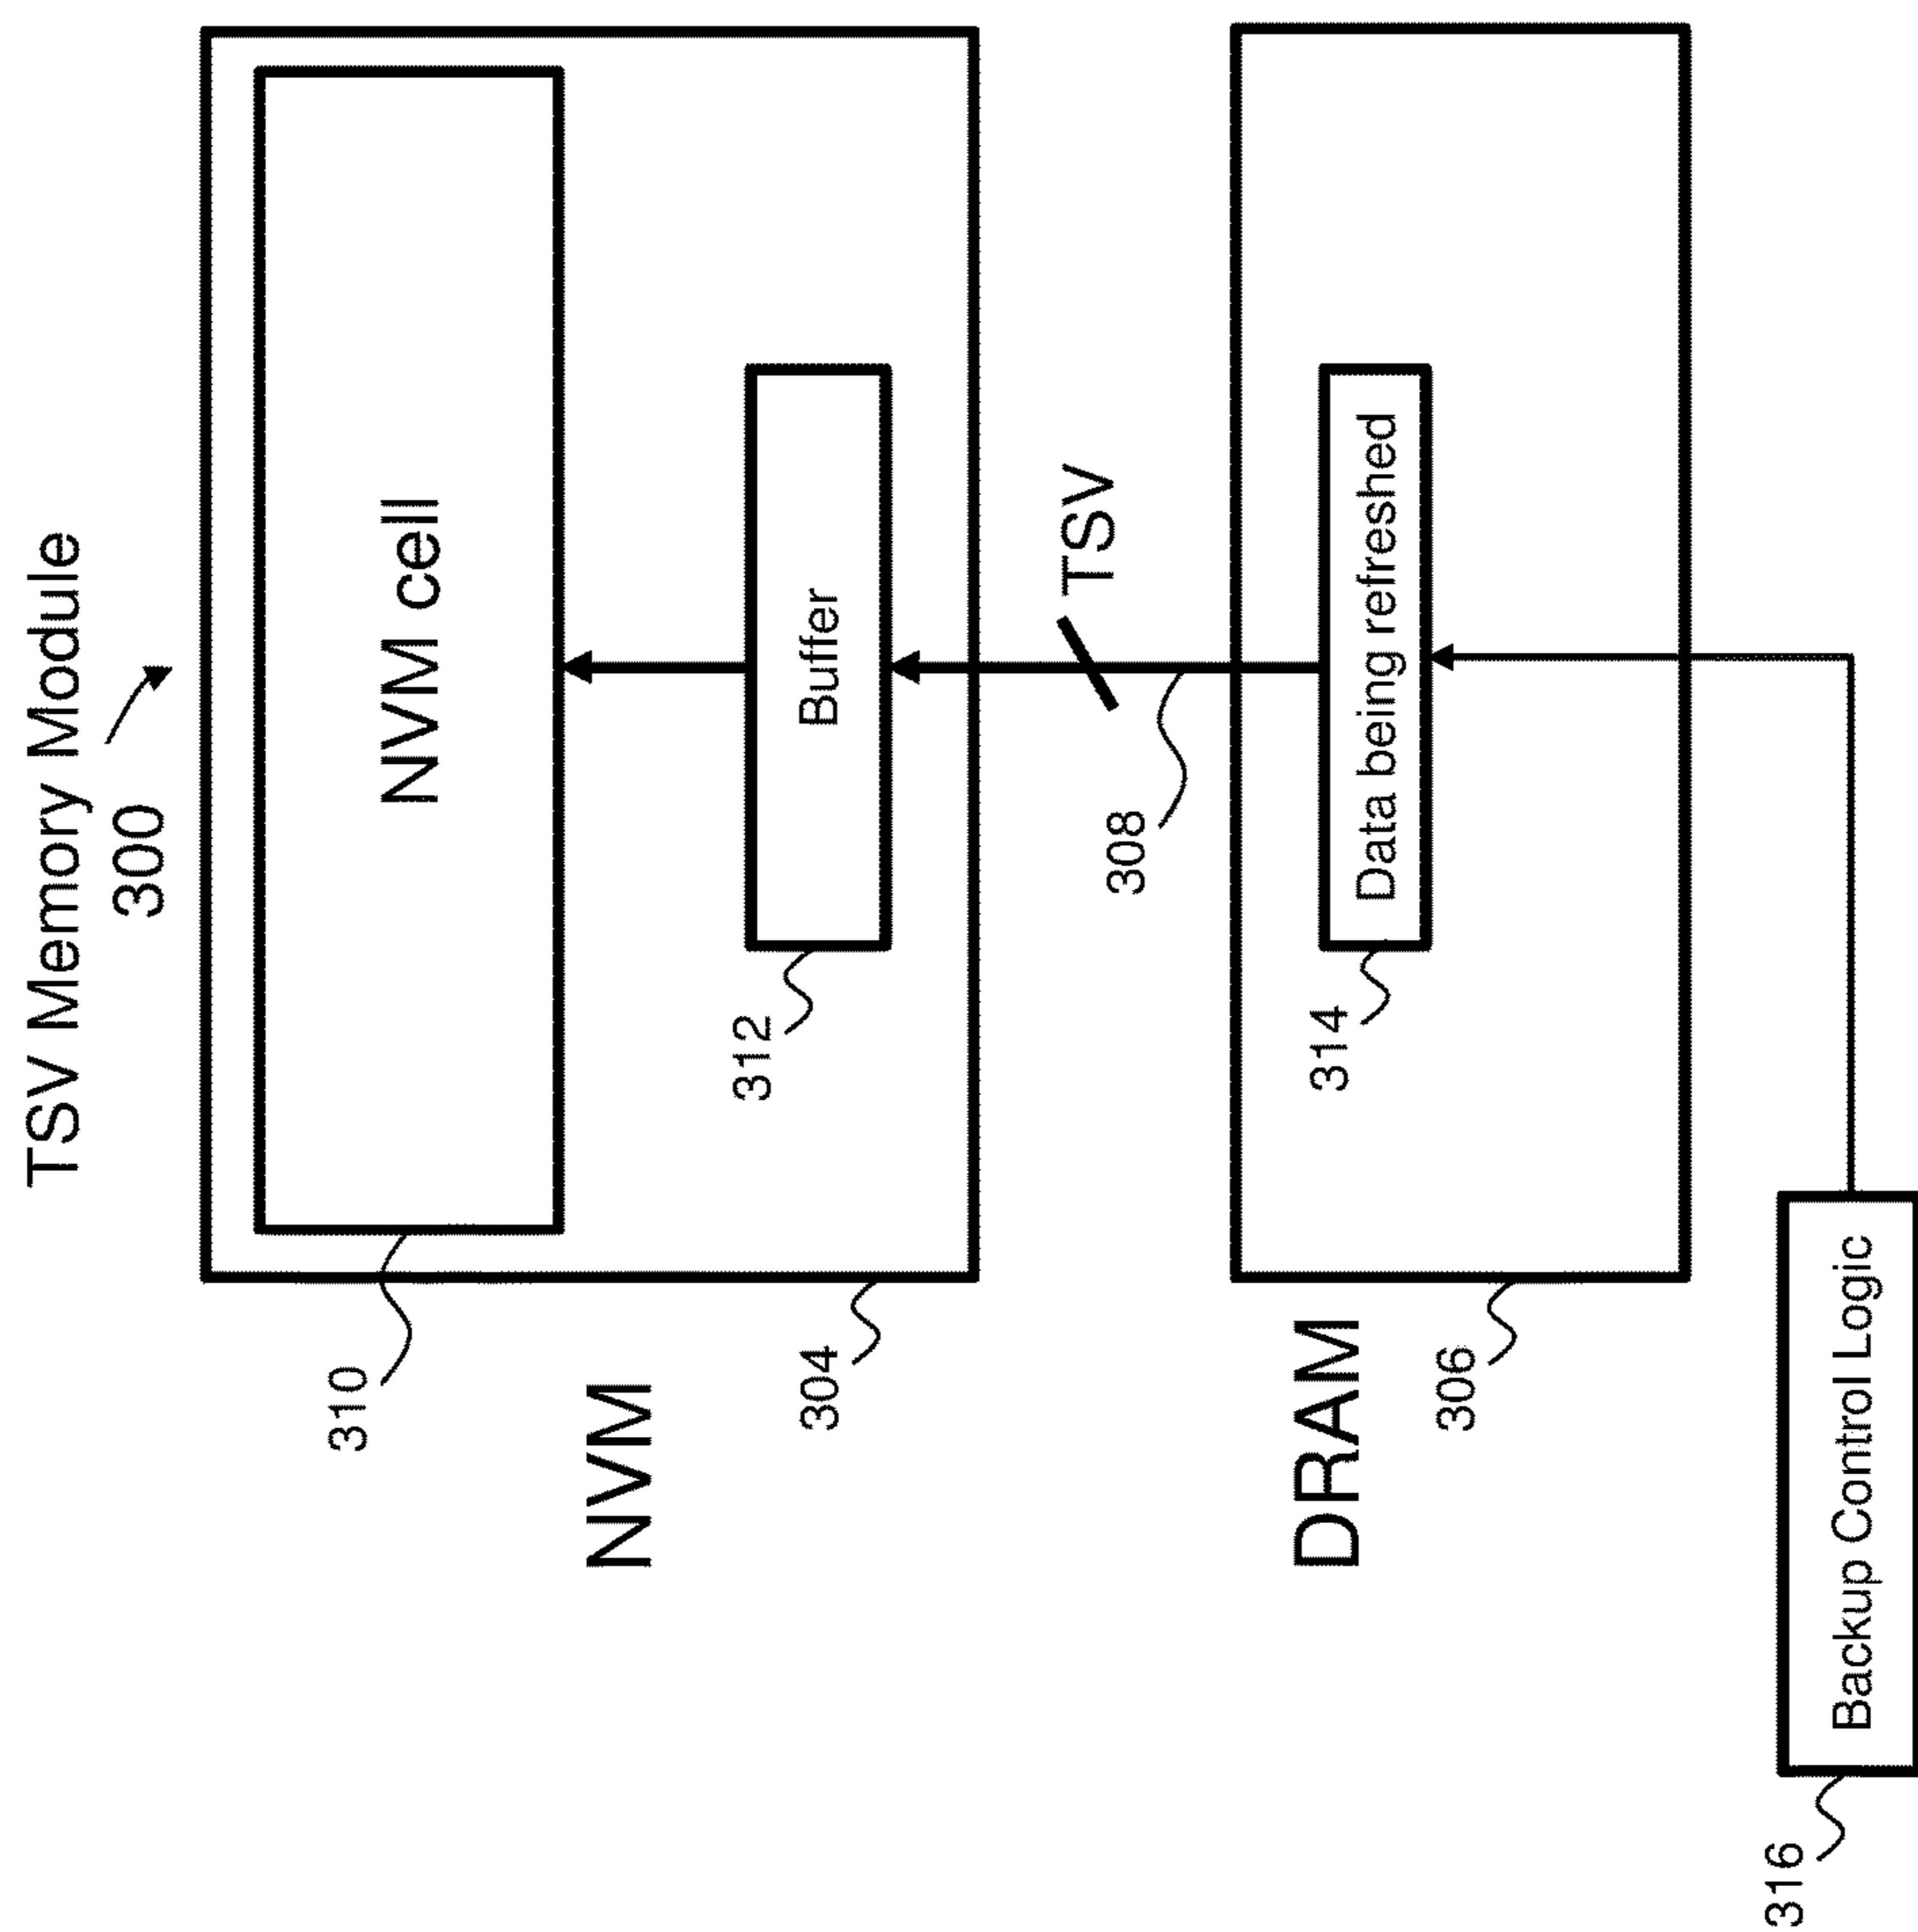 TSV Memory Module
300
310
NVM cell
NVM
304
312
Buffer
308
TSV
DRAM
306
314
Data being refreshed
316
Backup Control Logic